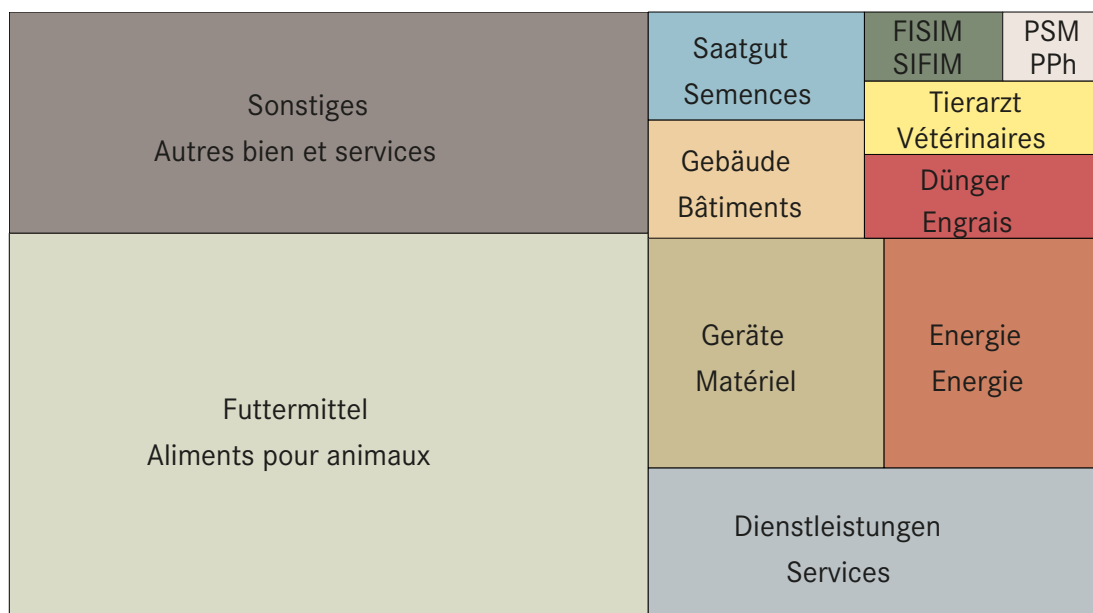 Sonstiges
Autres bien et services
Futtermittel
Aliments pour animaux
Saatgut
Semences
FISIM
SIFIM
PSM
PPh
Tierarzt
Vétérinaires
Gebäude
Bâtiments
Dünger
Engrais
Geräte
Matériel
Energie
Energie
Dienstleistungen
Services